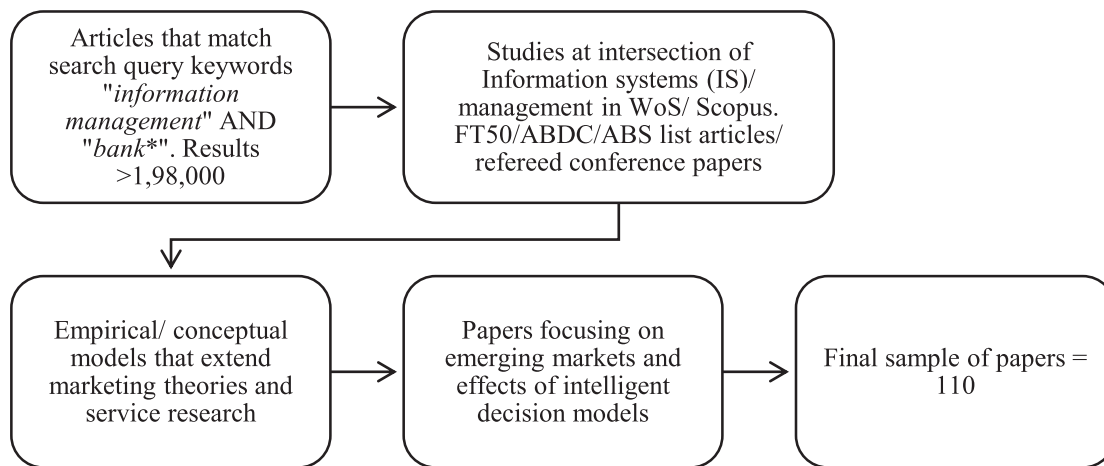 Articles that match
search query keywords
"information
management" AND
"bank*". Results
>1,98,000
Studies at intersection of
Information systems (IS)/
management in WoS/ Scopus.
FT50/ABDC/ABS list articles/
refereed conference papers
Empirical/ conceptual
models that extend
marketing theories and
service research
Papers focusing on
emerging markets and
effects of intelligent
decision models
Final sample of papers =
110